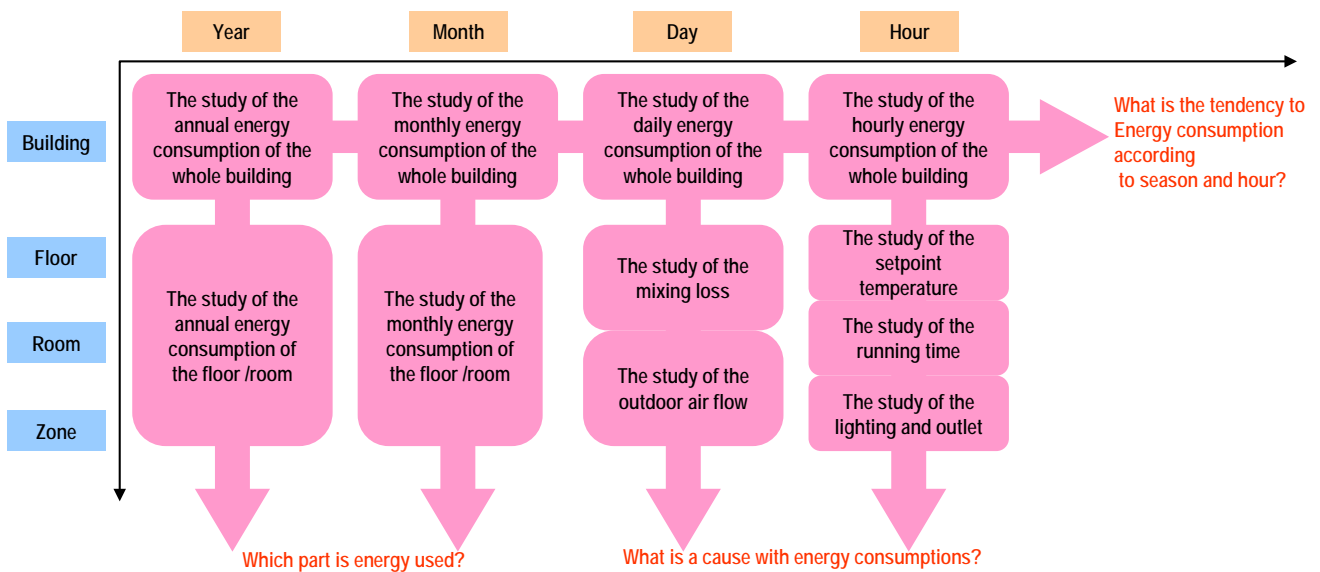 Year
Month
Day
Hour
Building
The study of the
annual energy
consumption of the
whole building
The study of the
monthly energy
consumption of the
whole building
The study of the
daily energy
consumption of the
whole building
The study of the
hourly energy
consumption of the
whole building
What is the tendency to
Energy consumption
according
to season and hour?
Floor
Room
Zone
The study of the
annual energy
consumption of
the floor /room
The study of the
monthly energy
consumption of
the floor /room
The study of the
mixing loss
The study of the
outdoor air flow
The study of the
setpoint
temperature
The study of the
running time
The study of the
lighting and outlet
Which part is energy used?
What is a cause with energy consumptions?